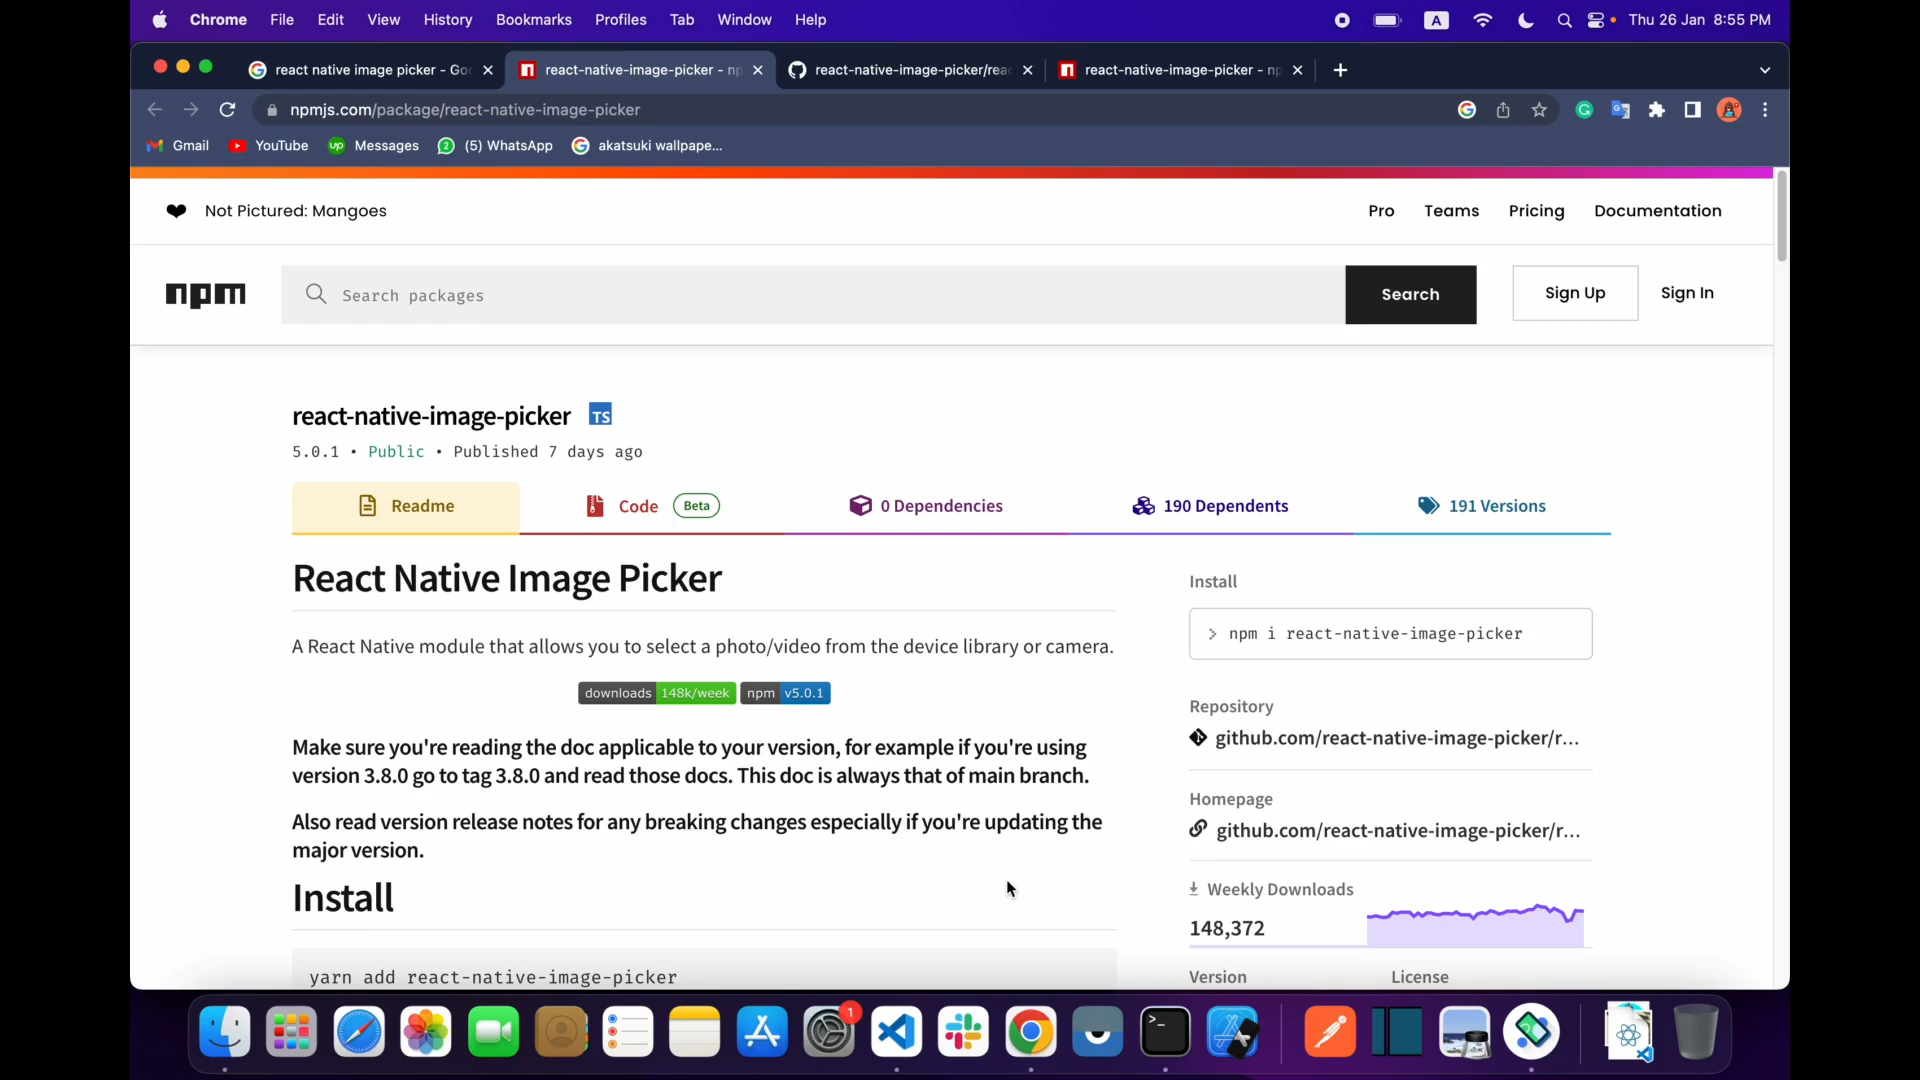 Chrome File Edit View History Bookmarks Profiles Tab Window Help A Thu 26 Jan 8:55 PM
react native image picker - Goo react-native-image-picker - np react-native-image-picker/reac react-native-image-picker - np
npmjs.com/package/react-native-image-picker
Gmail YouTube up Messages 2 (5) WhatsApp akatsuki wallpape...
Not Pictured: Mangoes Pro Teams Pricing Documentation
npm Search packages Search Sign Up Sign In
react-native-image-picker TS
5.0.1 • Public • Published 7 days ago
Readme Code Beta 0 Dependencies 190 Dependents 191 Versions
React Native Image Picker
A React Native module that allows you to select a photo/video from the device library or camera.
downloads 148k/week npm v5.0.1
Make sure you're reading the doc applicable to your version, for example if you're using
version 3.8.0 go to tag 3.8.0 and read those docs. This doc is always that of main branch.
Also read version release notes for any breaking changes especially if you're updating the
major version.
Install
yarn add react-native-image-picker
Install
> npm i react-native-image-picker
Repository
github.com/react-native-image-picker/r...
Homepage
github.com/react-native-image-picker/r...
Weekly Downloads
148,372
Version License
1